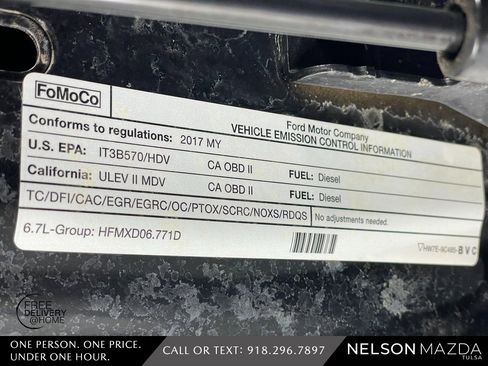 FoMoCo
Ford Motor Company
VEHICLE EMISSION CONTROL INFORMATION
Conforms to regulations: 2017 MY
U.S. EPA: IT3B570/HDV CA OBD II FUEL: Diesel
California: ULEV II MDV CA OBD II FUEL: Diesel
TC/DFI/CAC/EGR/EGRC/OC/PTOX/SCRC/NOXS/RDQS No adjustments needed.
6.7L-Group: HFMXD06.771D
HW7E-9C485-BVC
FREE
DELIVERY
@HOME
ONE PERSON. ONE PRICE.
UNDER ONE HOUR.
CALL OR TEXT: 918.296.7897
NELSON MAZDA
TULSA